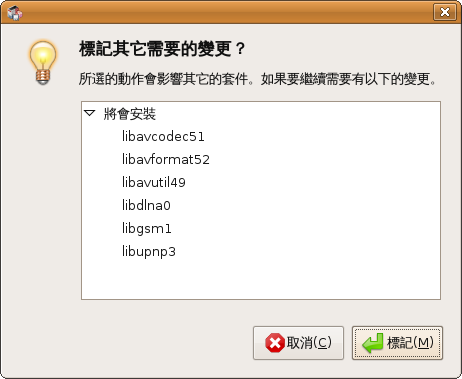 標記其它需要的變更？
所選的動作會影響其它的套件。如果要繼續需要有以下的變更。
將會安裝
libavcodec51
libavformat52
libavutil49
libdlna0
libgsm1
libupnp3
取消(C)
標記(M)